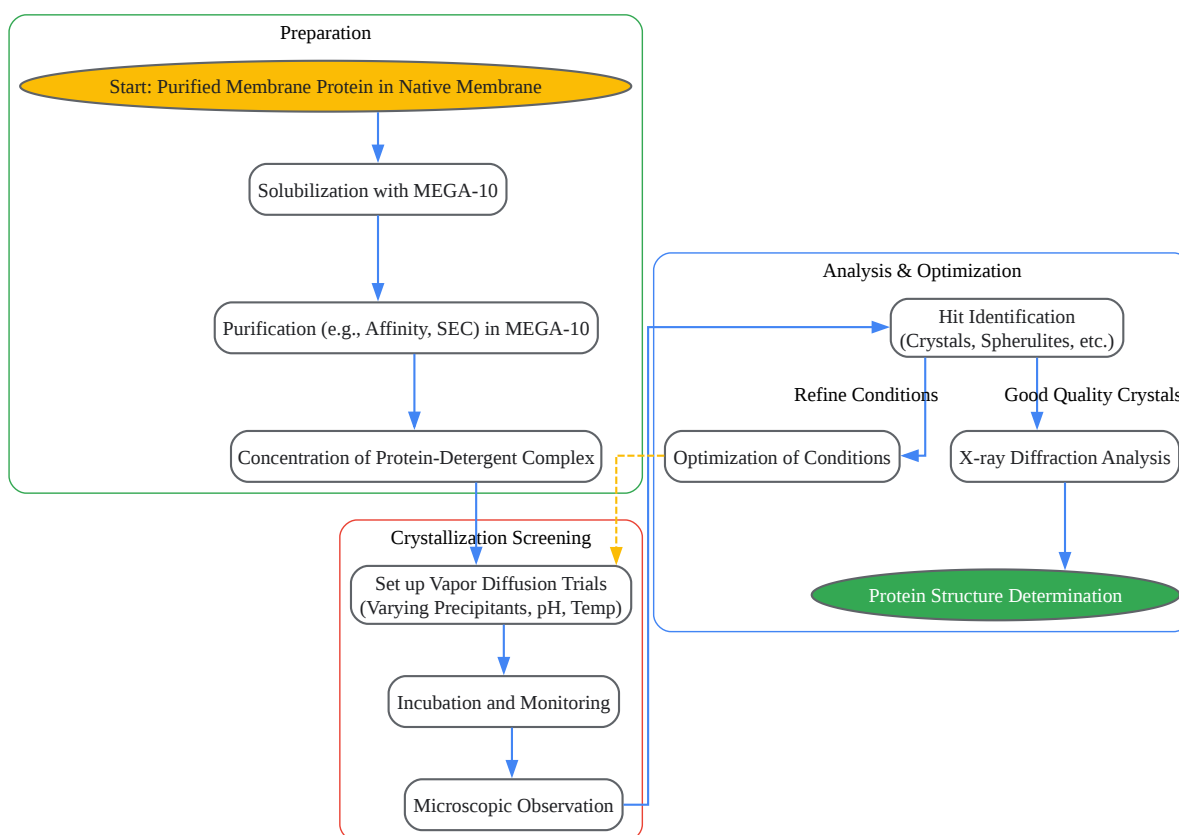 Preparation
Start: Purified Membrane Protein in Native Membrane
Solubilization with MEGA-10
Purification (e.g., Affinity, SEC) in MEGA-10
Concentration of Protein-Detergent Complex
Crystallization Screening
Set up Vapor Diffusion Trials
(Varying Precipitants, pH, Temp)
Incubation and Monitoring
Microscopic Observation
Analysis & Optimization
Hit Identification
(Crystals, Spherulites, etc.)
Refine Conditions
Good Quality Crystals
Optimization of Conditions
X-ray Diffraction Analysis
Protein Structure Determination